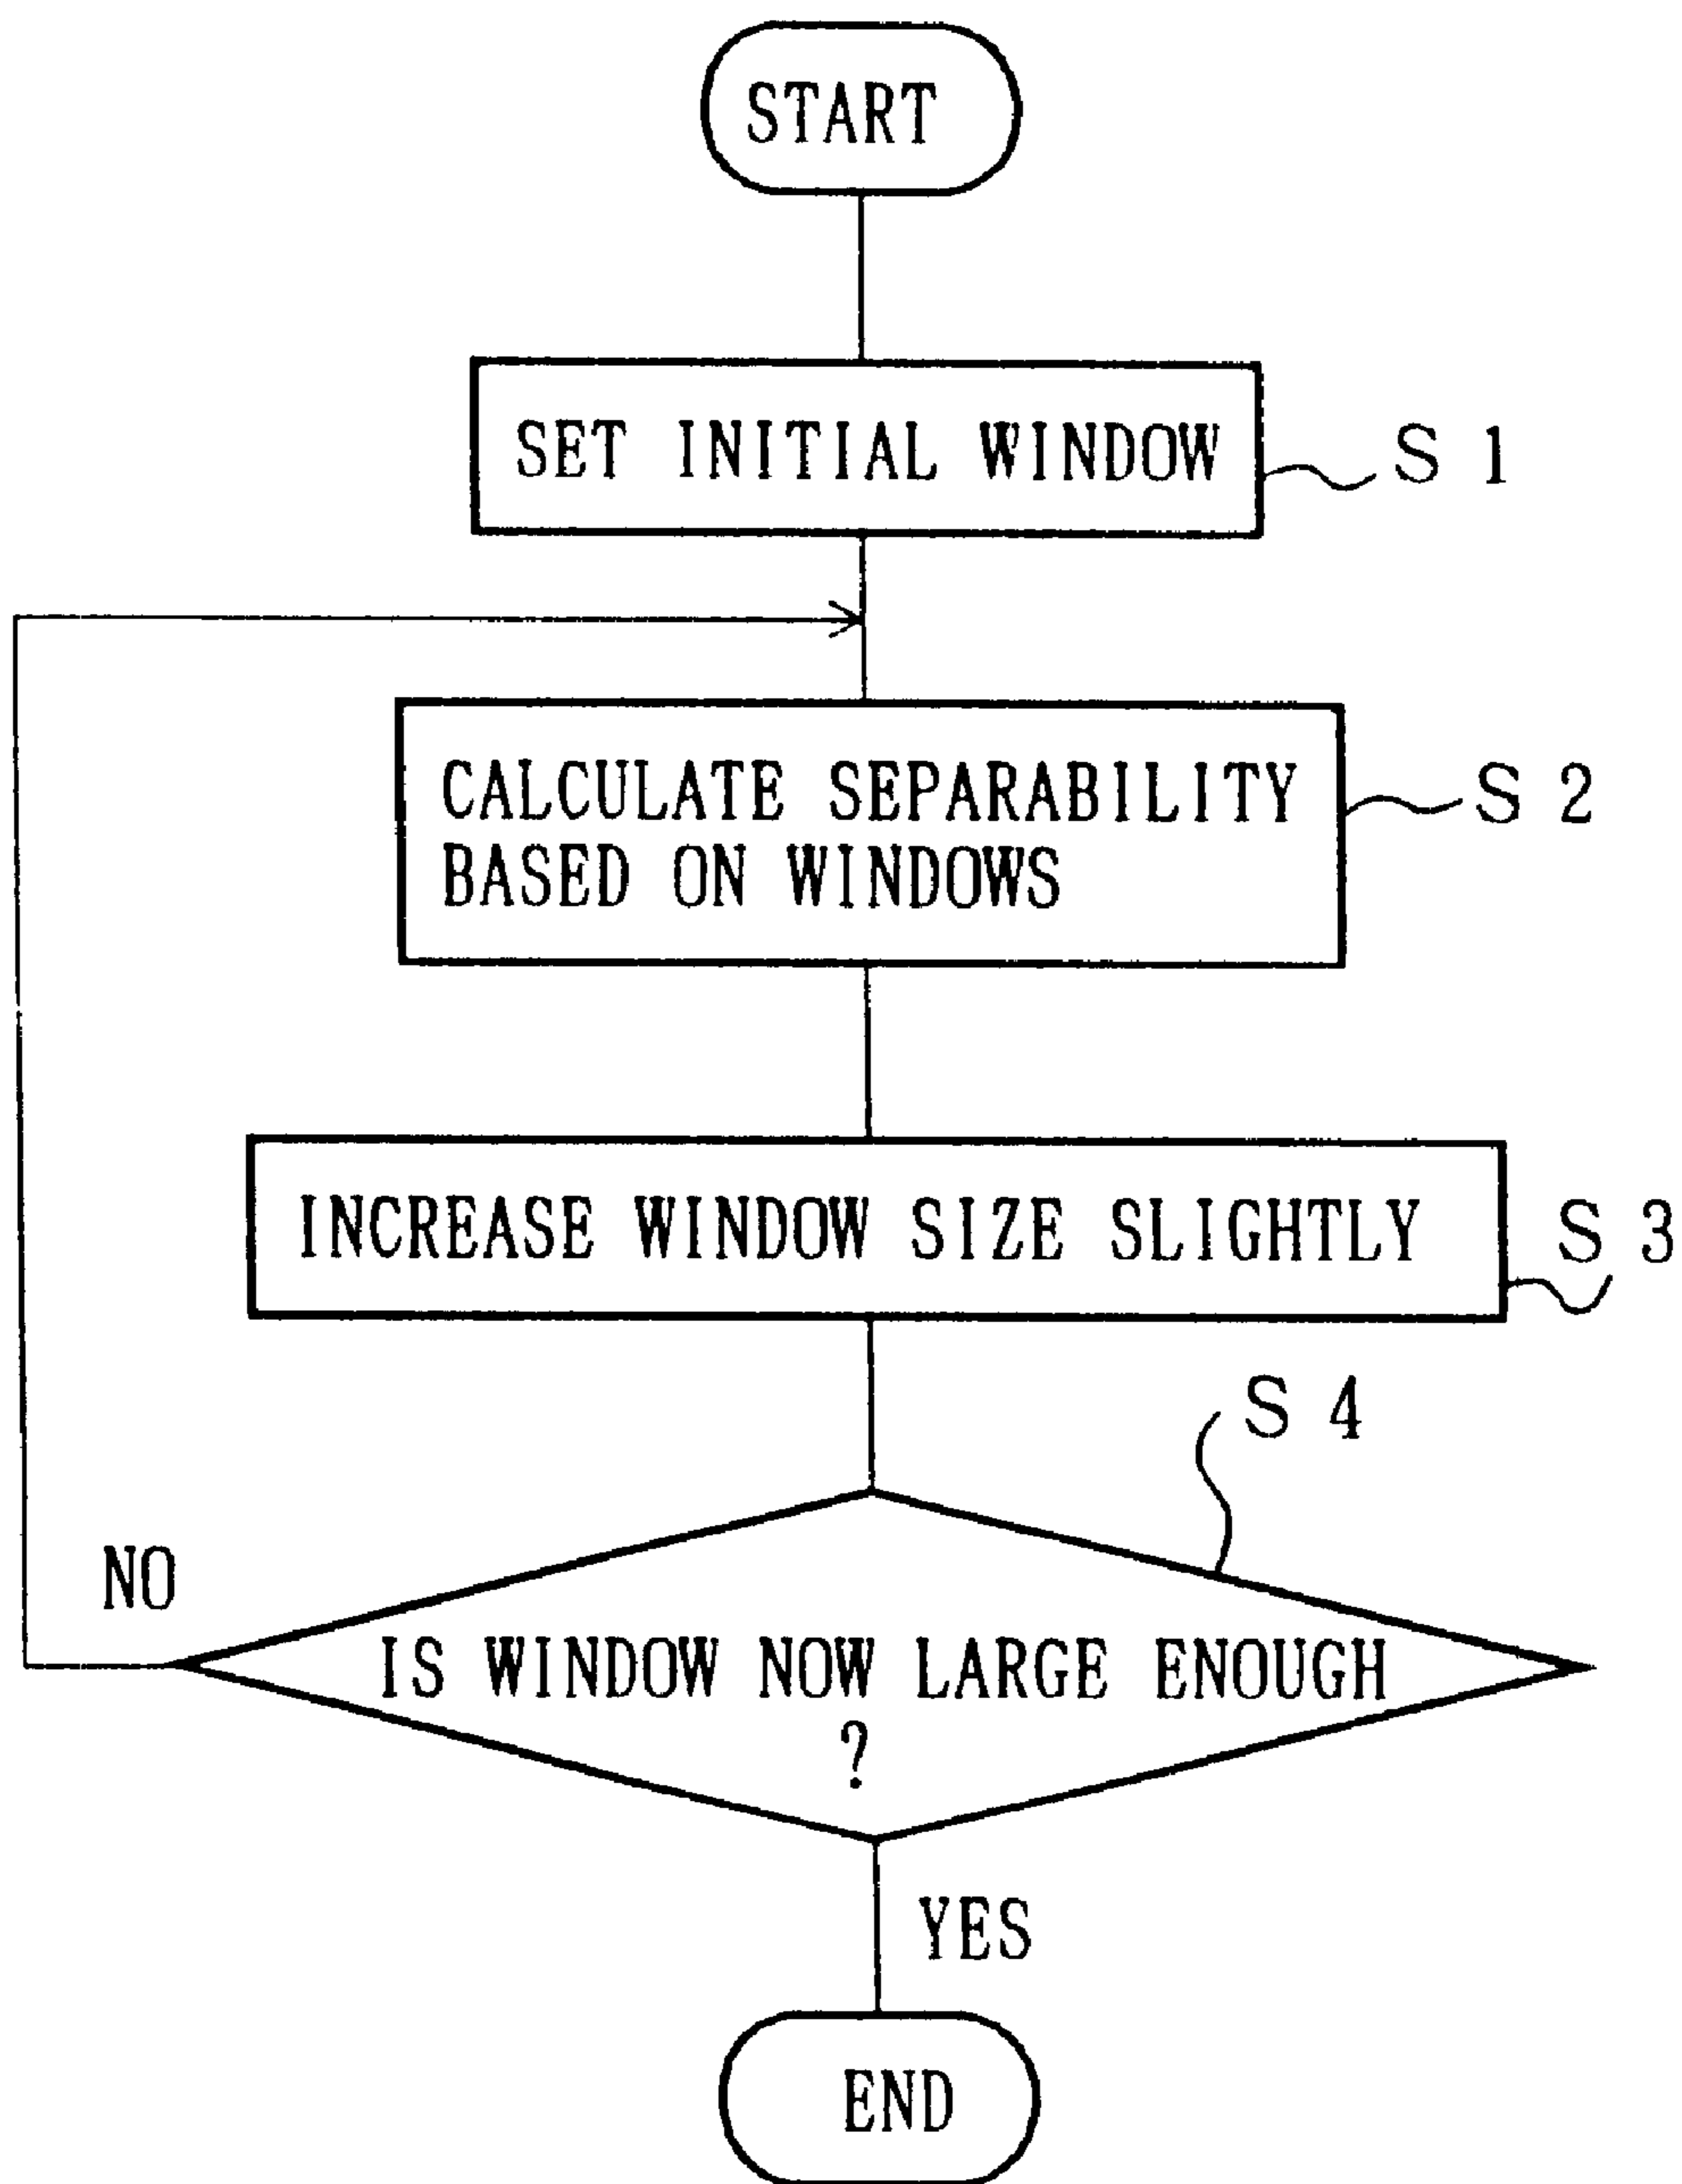 START
SET INITIAL WINDOW
S 1
CALCULATE SEPARABILITY
BASED ON WINDOWS
S 2
INCREASE WINDOW SIZE SLIGHTLY
S 3
S 4
NO
IS WINDOW NOW LARGE ENOUGH
?
YES
END